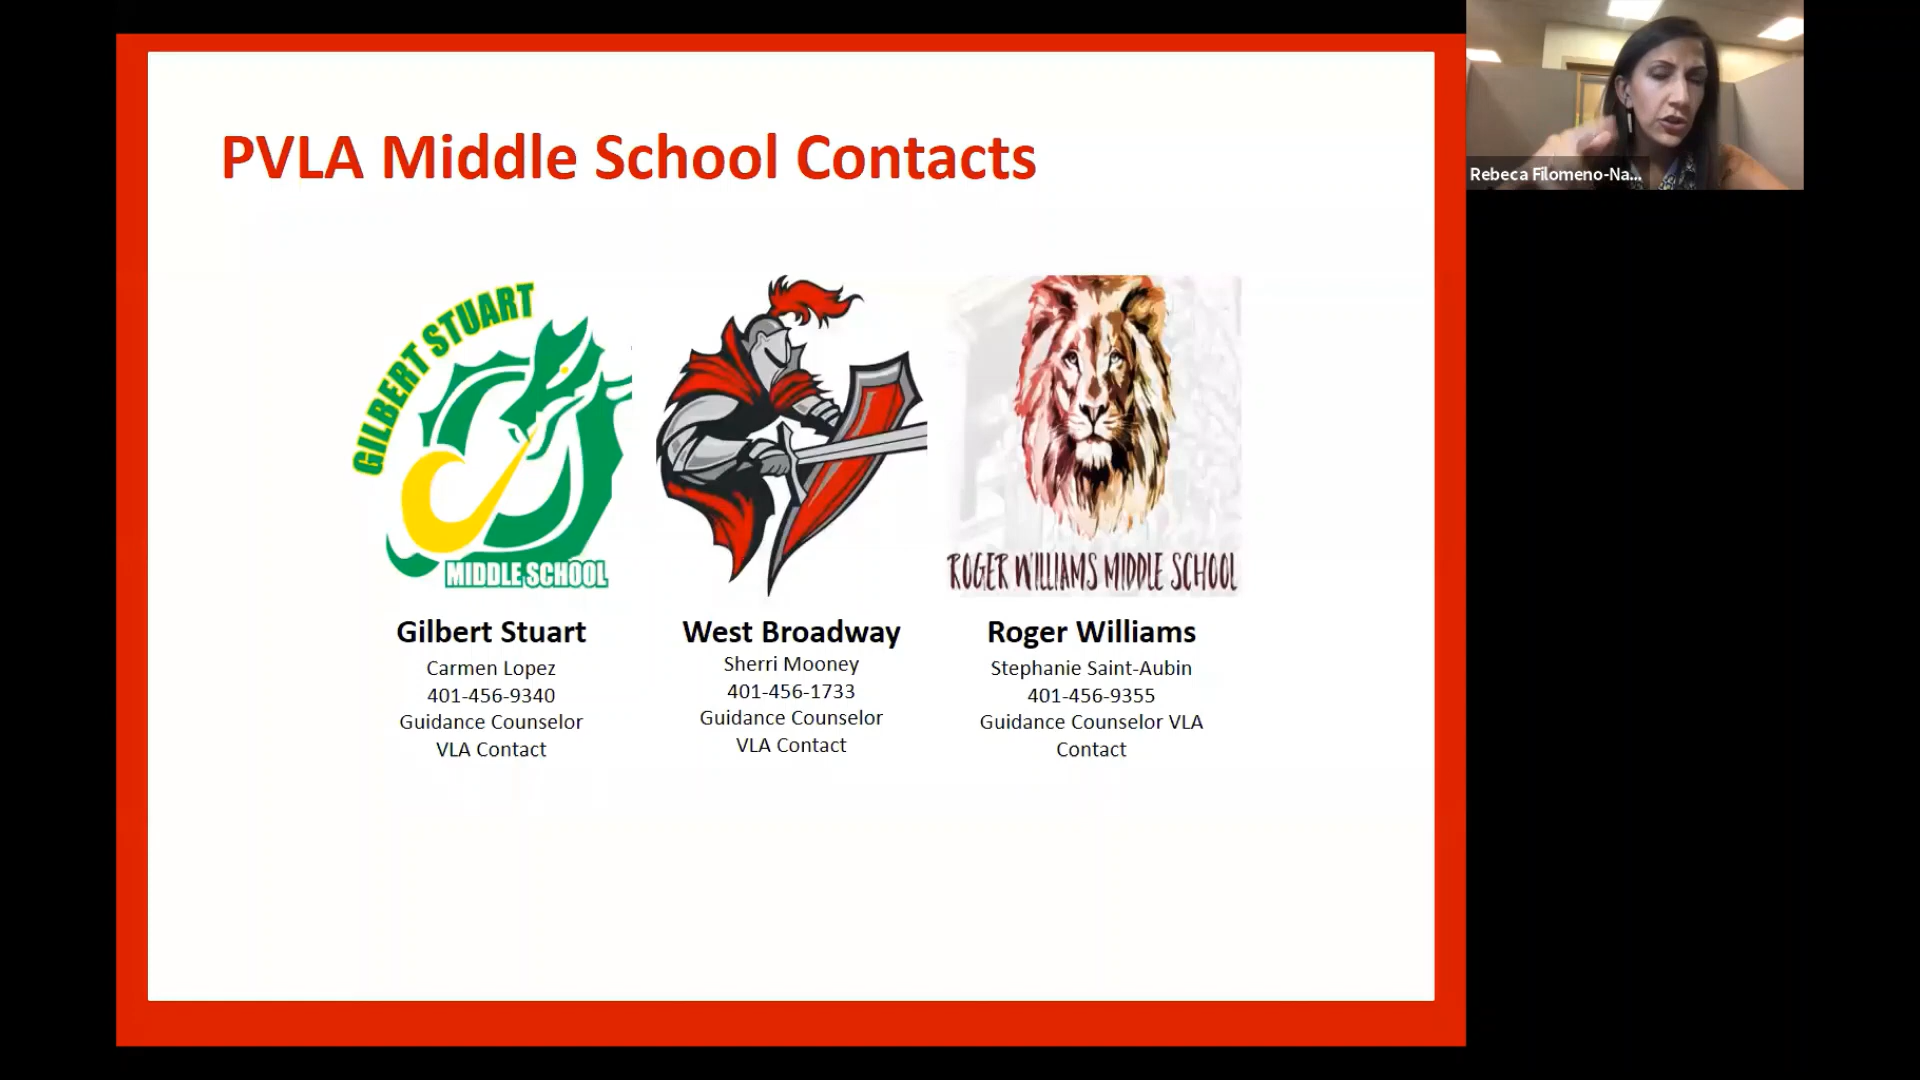 PVLA Middle School Contacts
Rebeca Filomeno-Na...
GILBERT STUART
MIDDLE SCHOOL
ROGER WILLIAMS MIDDLE SCHOOL
Gilbert Stuart
Carmen Lopez
401-456-9340
Guidance Counselor
VLA Contact
West Broadway
Sherri Mooney
401-456-1733
Guidance Counselor
VLA Contact
Roger Williams
Stephanie Saint-Aubin
401-456-9355
Guidance Counselor VLA
Contact